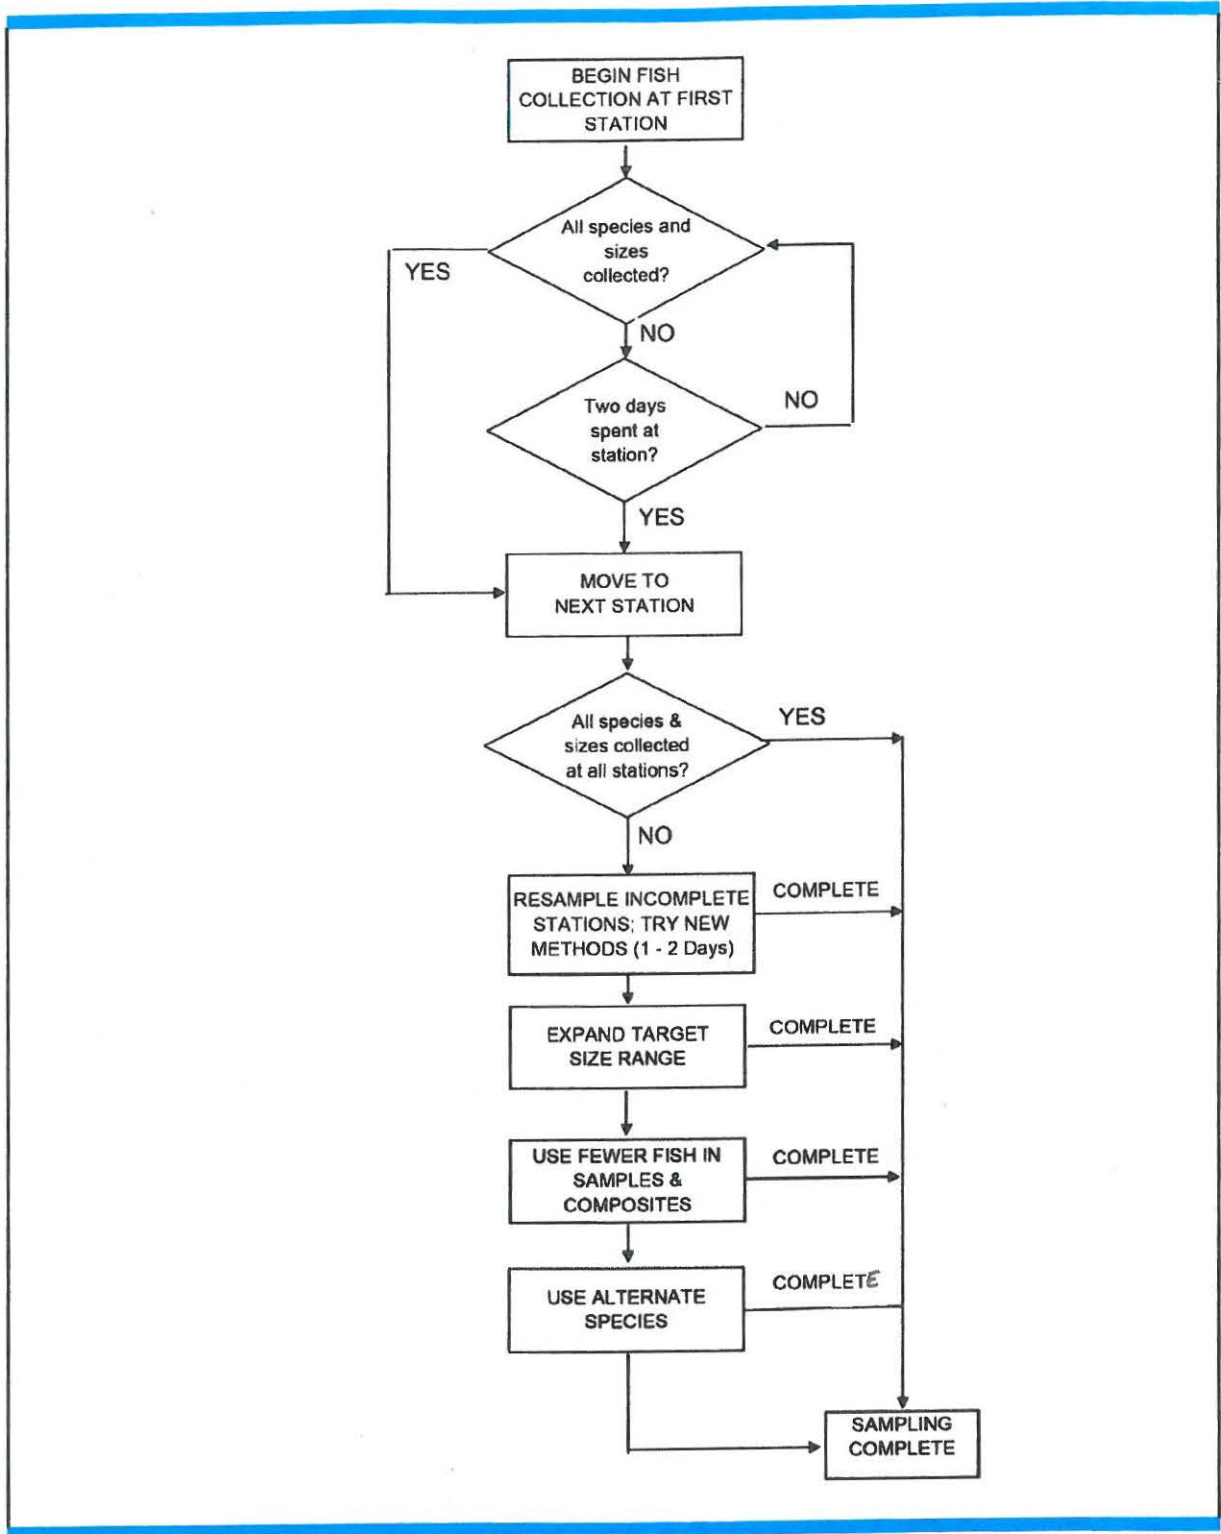 BEGIN FISH
COLLECTION AT FIRST
STATION
All species and
sizes
collected?
YES
NO
Two days
spent at
station?
NO
YES
MOVE TO
NEXT STATION
All species &
sizes collected
at all stations?
YES
NO
RESAMPLE INCOMPLETE
STATIONS; TRY NEW
METHODS (1 - 2 Days)
COMPLETE
EXPAND TARGET
SIZE RANGE
COMPLETE
USE FEWER FISH IN
SAMPLES &
COMPOSITES
COMPLETE
USE ALTERNATE
SPECIES
COMPLETE
SAMPLING
COMPLETE